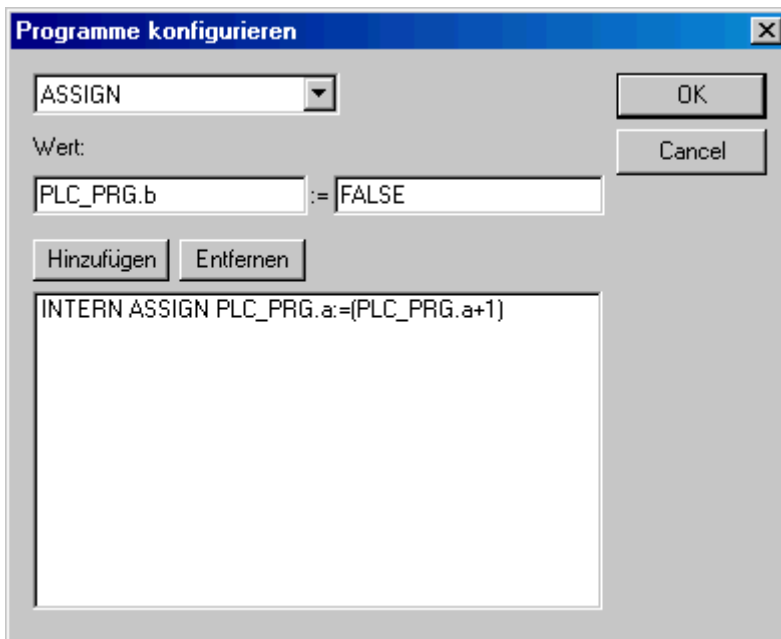 Programme konfigurieren
ASSIGN
OK
Wert:
Cancel
PLC_PRG.b := FALSE
Hinzufügen Entfernen
INTERN ASSIGN PLC_PRG.a:=(PLC_PRG.a+1)